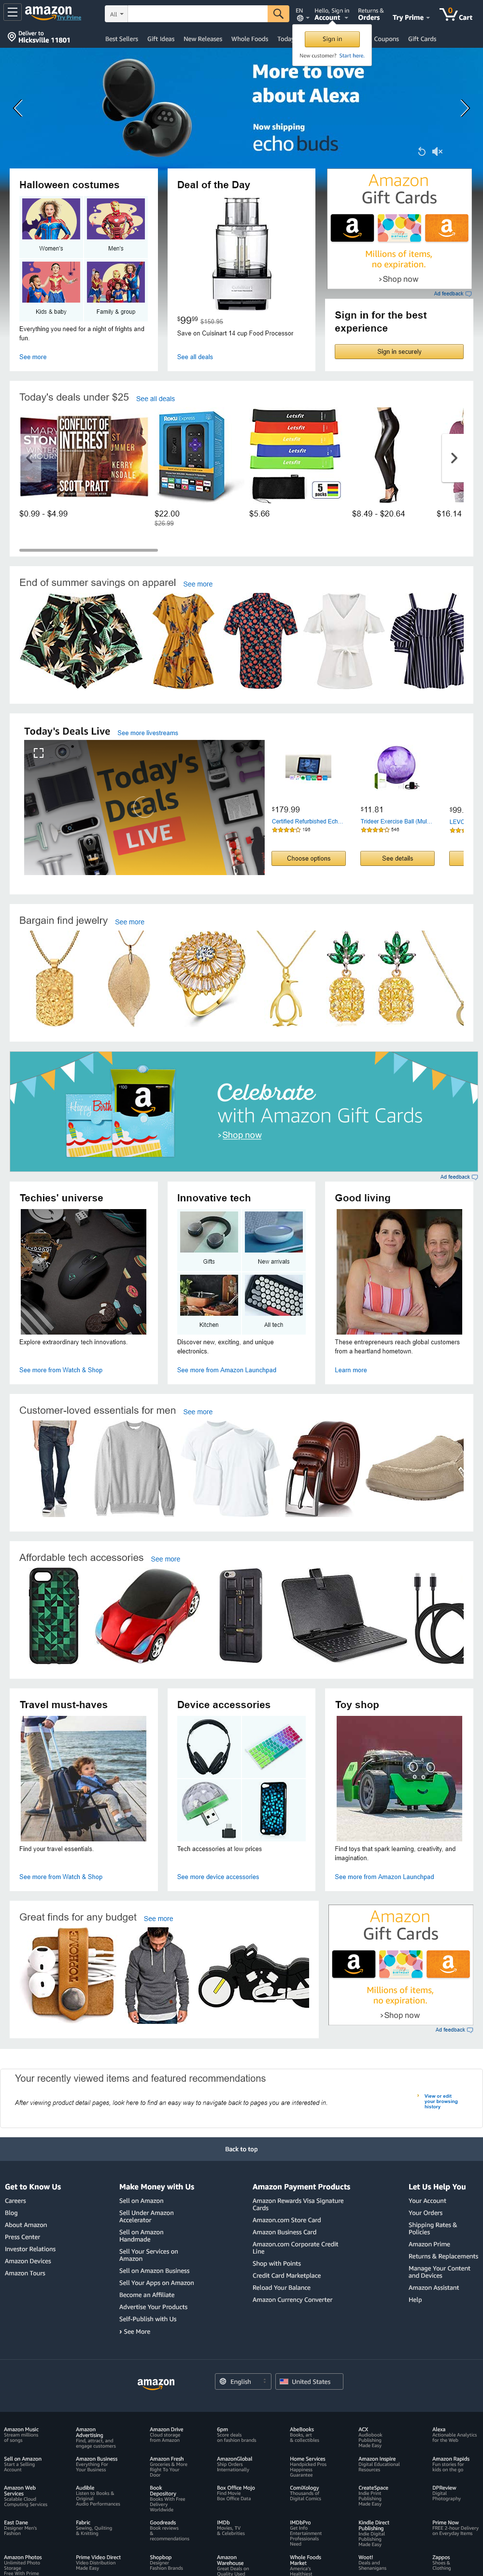 amazon
Try Prime
All
EN
Hello, Sign in
Account
Returns &
Orders
Try Prime
0
Cart
Deliver to
Hicksville 11801
Best Sellers
Gift Ideas
New Releases
Whole Foods
Coupons
Gift Cards
Sign in
New customer? Start here.
More to love
about Alexa
Now shipping
echo buds
Halloween costumes
Women's
Men's
Kids & baby
Family & group
Everything you need for a night of frights and
fun.
See more
Deal of the Day
$99.99 $159.95
Save on Cuisinart 14 cup Food Processor
See all deals
Amazon
Gift Cards
Millions of items,
no expiration.
Shop now
Ad feedback
Sign in for the best
experience
Sign in securely
Today's deals under $25
See all deals
CONFLICT OF
INTEREST
SCOTT PRATT
Letsfit
5
packs
$0.99 - $4.99
$22.00
$5.66
$8.49 - $20.64
$16.14
End of summer savings on apparel
See more
Today's Deals Live
See more livestreams
Today's
Deals
LIVE
$179.99
Certified Refurbished Ech...
Choose options
$11.81
Trideer Exercise Ball (Mul...
See details
$99.
Bargain find jewelry
See more
Celebrate
with Amazon Gift Cards
Shop now
Ad feedback
Techies' universe
Explore extraordinary tech innovations.
See more from Watch & Shop
Innovative tech
Gifts
New arrivals
Kitchen
All tech
Discover new, exciting, and unique
electronics.
See more from Amazon Launchpad
Good living
These entrepreneurs reach global customers
from a heartland hometown.
Learn more
Customer-loved essentials for men
See more
Affordable tech accessories
See more
Travel must-haves
Find your travel essentials.
See more from Watch & Shop
Device accessories
Tech accessories at low prices
See more device accessories
Toy shop
Find toys that spark learning, creativity, and
imagination.
See more from Amazon Launchpad
Great finds for any budget
See more
TOPHOME
Amazon
Gift Cards
Millions of items,
no expiration.
Shop now
Ad feedback
Your recently viewed items and featured recommendations
After viewing product detail pages, look here to find an easy way to navigate back to pages you are interested in.
View or edit
your browsing
history
Back to top
Get to Know Us
Careers
Blog
About Amazon
Press Center
Investor Relations
Amazon Devices
Amazon Tours
Make Money with Us
Sell on Amazon
Sell Under Amazon
Accelerator
Sell on Amazon
Handmade
Sell Your Services on
Amazon
Sell on Amazon Business
Sell Your Apps on Amazon
Become an Affiliate
Advertise Your Products
Self-Publish with Us
See More
Amazon Payment Products
Amazon Rewards Visa Signature
Cards
Amazon.com Store Card
Amazon Business Card
Amazon.com Corporate Credit
Line
Shop with Points
Credit Card Marketplace
Reload Your Balance
Amazon Currency Converter
Let Us Help You
Your Account
Your Orders
Shipping Rates &
Policies
Amazon Prime
Returns & Replacements
Manage Your Content
and Devices
Amazon Assistant
Help
amazon
English
United States
Amazon Music
Stream millions
of songs
Amazon
Advertising
Find, attract, and
engage customers
Amazon Drive
Cloud storage
from Amazon
6pm
Score deals
on fashion brands
AbeBooks
Books, art
& collectibles
ACX
Audiobook
Publishing
Made Easy
Alexa
Actionable Analytics
for the Web
Sell on Amazon
Start a Selling
Account
Amazon Business
Everything For
Your Business
Amazon Fresh
Groceries & More
Right To Your
Door
AmazonGlobal
Ship Orders
Internationally
Home Services
Handpicked Pros
Happiness
Guarantee
Amazon Inspire
Digital Educational
Resources
Amazon Rapids
Fun stories for
kids on the go
Amazon Web
Services
Scalable Cloud
Computing Services
Audible
Listen to Books &
Original
Audio Performances
Book
Depository
Books With Free
Delivery
Worldwide
Box Office Mojo
Find Movie
Box Office Data
ComiXology
Thousands of
Digital Comics
CreateSpace
Indie Print
Publishing
Made Easy
DPReview
Digital
Photography
East Dane
Designer Men's
Fashion
Fabric
Sewing, Quilting
& Knitting
Goodreads
Book reviews
&
recommendations
IMDb
Movies, TV
& Celebrities
IMDbPro
Get Info
Entertainment
Professionals
Need
Kindle Direct
Publishing
Indie Digital
Publishing
Made Easy
Prime Now
FREE 2-hour Delivery
on Everyday Items
Amazon Photos
Unlimited Photo
Storage
Free With Prime
Prime Video Direct
Video Distribution
Made Easy
Shopbop
Designer
Fashion Brands
Amazon
Warehouse
Great Deals on
Quality Used
Whole Foods
Market
America's
Healthiest
Woot!
Deals and
Shenanigans
Zappos
Shoes &
Clothing